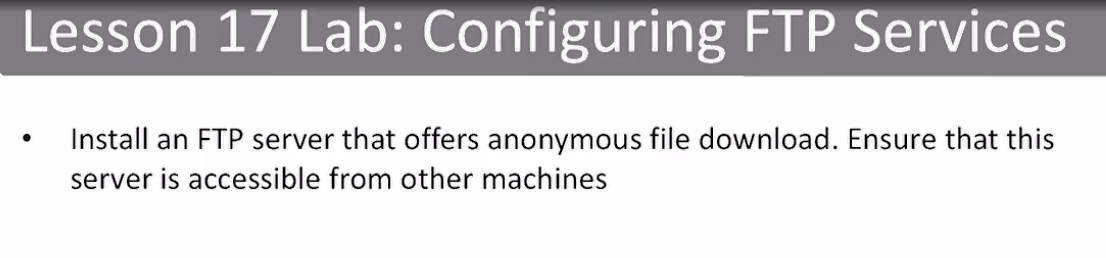 Lesson 17 Lab: Configuring FTP Services
• Install an FTP server that offers anonymous file download. Ensure that this
server is accessible from other machines